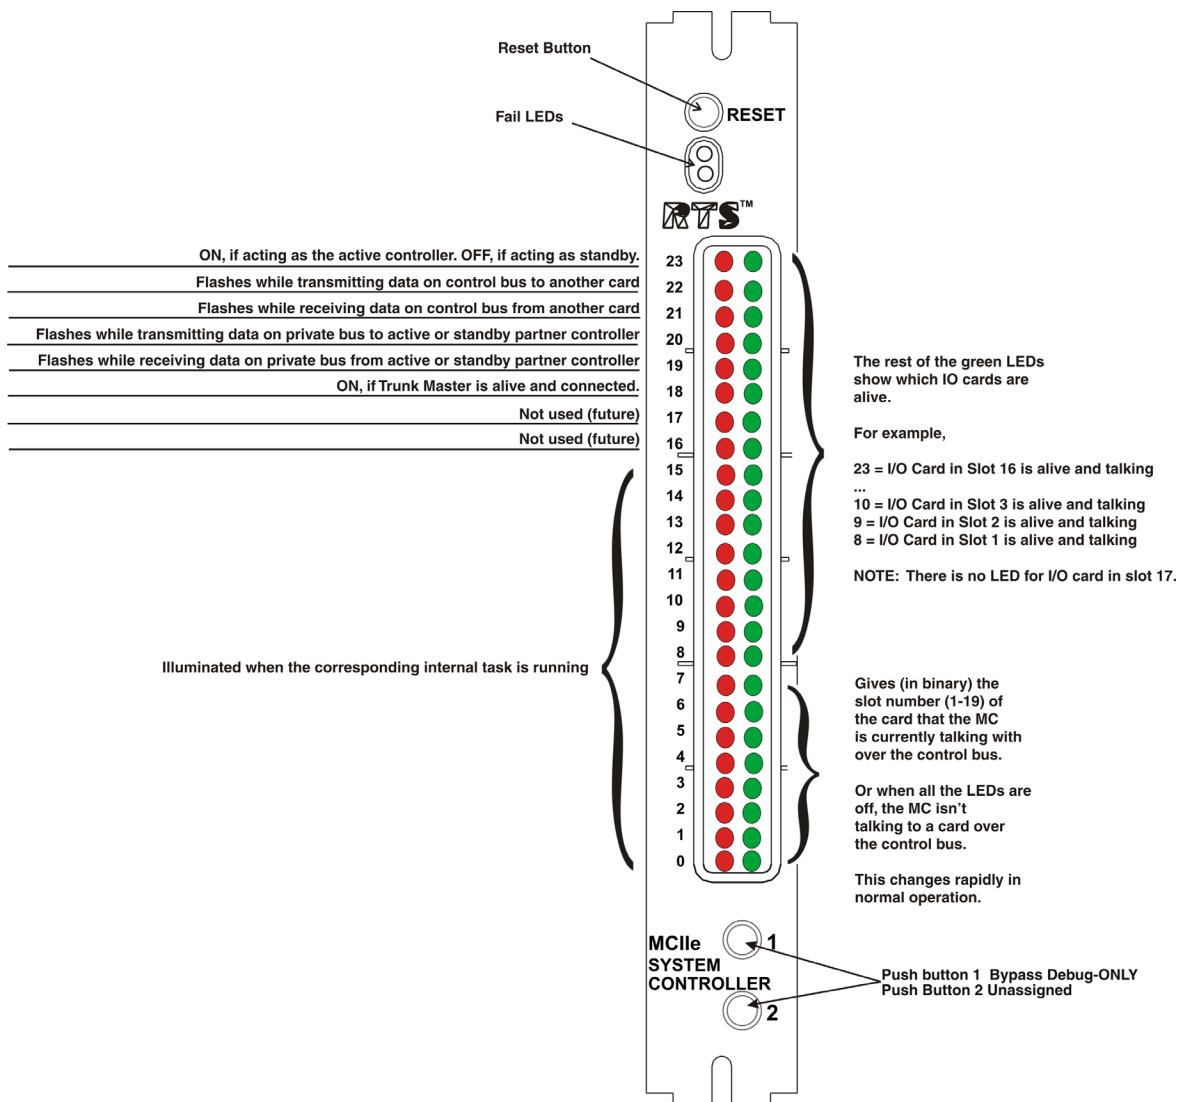 Reset Button
RESET
Fail LEDs
RTS™
ON, if acting as the active controller. OFF, if acting as standby.
23
Flashes while transmitting data on control bus to another card
22
Flashes while receiving data on control bus from another card
21
Flashes while transmitting data on private bus to active or standby partner controller
20
Flashes while receiving data on private bus from active or standby partner controller
19
ON, if Trunk Master is alive and connected.
18
Not used (future)
17
Not used (future)
16
15
14
13
12
11
10
9
8
7
6
5
4
3
2
1
0
Illuminated when the corresponding internal task is running
The rest of the green LEDs
show which IO cards are
alive.
For example,
23 = I/O Card in Slot 16 is alive and talking
...
10 = I/O Card in Slot 3 is alive and talking
9 = I/O Card in Slot 2 is alive and talking
8 = I/O Card in Slot 1 is alive and talking
NOTE: There is no LED for I/O card in slot 17.
Gives (in binary) the
slot number (1-19) of
the card that the MC
is currently talking with
over the control bus.
Or when all the LEDs are
off, the MC isn't
talking to a card over
the control bus.
This changes rapidly in
normal operation.
MCIIe
SYSTEM
CONTROLLER
1
2
Push button 1 Bypass Debug-ONLY
Push Button 2 Unassigned